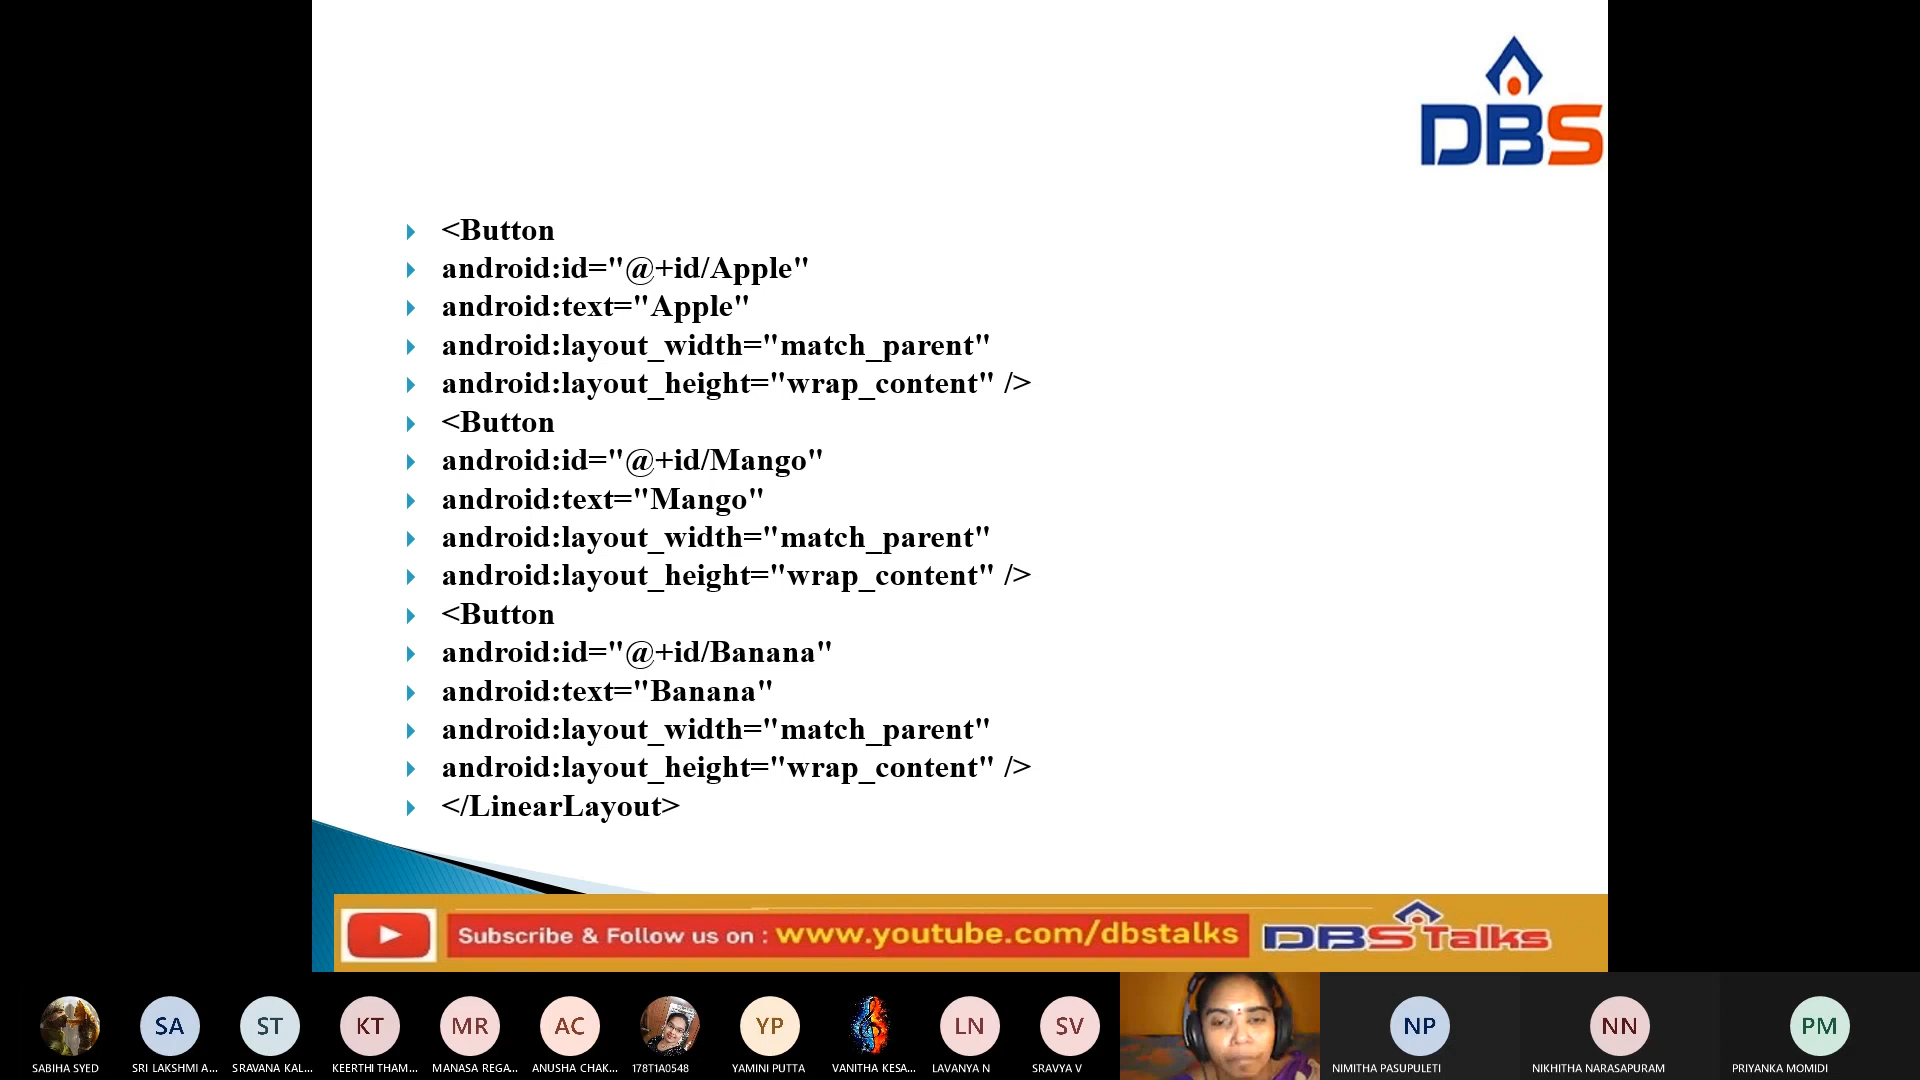 DBS
<Button
android:id="@+id/Apple"
android:text="Apple"
android:layout_width="match_parent"
android:layout_height="wrap_content" />
<Button
android:id="@+id/Mango"
android:text="Mango"
android:layout_width="match_parent"
android:layout_height="wrap_content" />
<Button
android:id="@+id/Banana"
android:text="Banana"
android:layout_width="match_parent"
android:layout_height="wrap_content" />
</LinearLayout>
Subscribe & Follow us on : www.youtube.com/dbstalks DBS Talks
SA ST KT MR AC YP LN SV NP NN PM
SABIHA SYED SRI LAKSHMI A... SRAVANA KAL... KEERTHI THAM... MANASA REGA... ANUSHA CHAK... 178T1A0548 YAMINI PUTTA VANITHA KESA... LAVANYA N SRAVYA V NIMITHA PASUPULETI NIKHITHA NARASAPURAM PRIYANKA MOMIDI